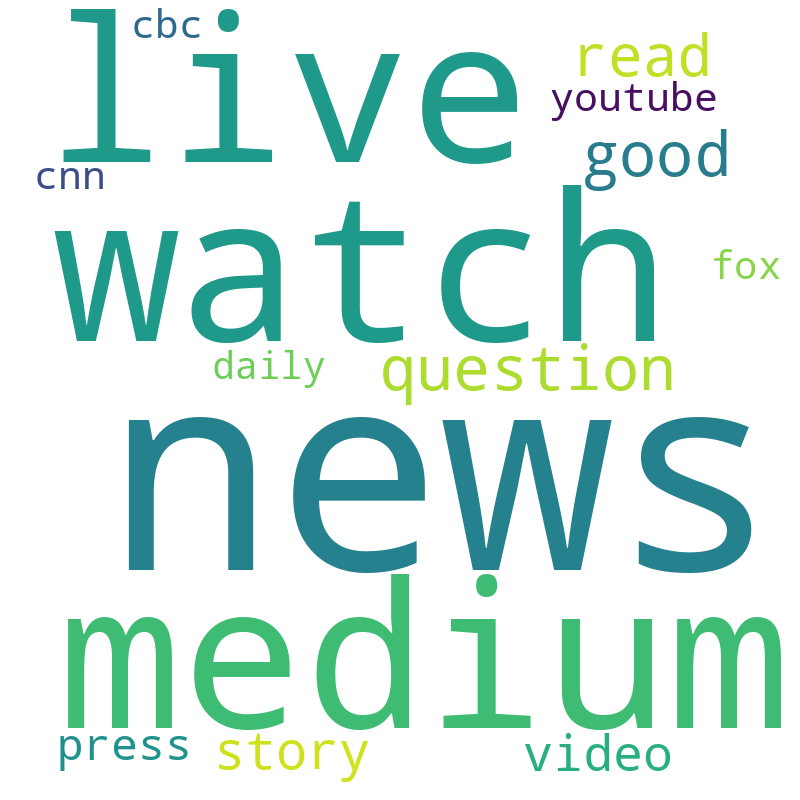 cbc
live
read
youtube
good
cnn
watch
fox
daily
question
news
medium
press
story
video